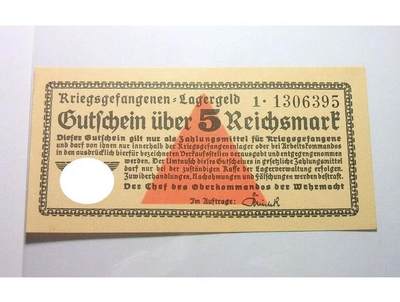 Kriegsgefangenen-Lagergeld 1·1306395
Gutschein über 5 Reichsmark
Dieser Gutschein gilt nur als Zahlungsmittel für Kriegsgefangene
und darf von ihnen nur innerhalb der Kriegsgefangenenlager oder bei Arbeitskommandos
in den ausdrücklich hierfür bezeichneten Verkaufsstellen verausgabt und entgegengenommen
werden. Der Umtausch dieses Gutscheines in gesetzliche Zahlungsmittel
darf nur bei der zuständigen Kasse der Lagerverwaltung erfolgen.
Zuwiderhandlungen, Nachahmungen und Fälschungen werden bestraft.
Der Chef des Oberkommandos der Wehrmacht
Im Auftrage: